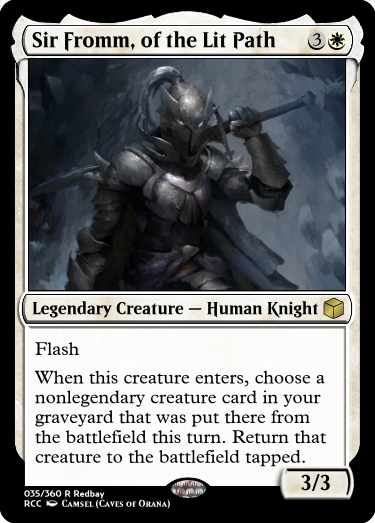 Sir Fromm, of the Lit Path 3
Legendary Creature — Human Knight
Flash
When this creature enters, choose a
nonlegendary creature card in your
graveyard that was put there from
the battlefield this turn. Return that
creature to the battlefield tapped.
3/3
035/360 R Redbay
RCC ✒ Camsel (Caves of Orana)